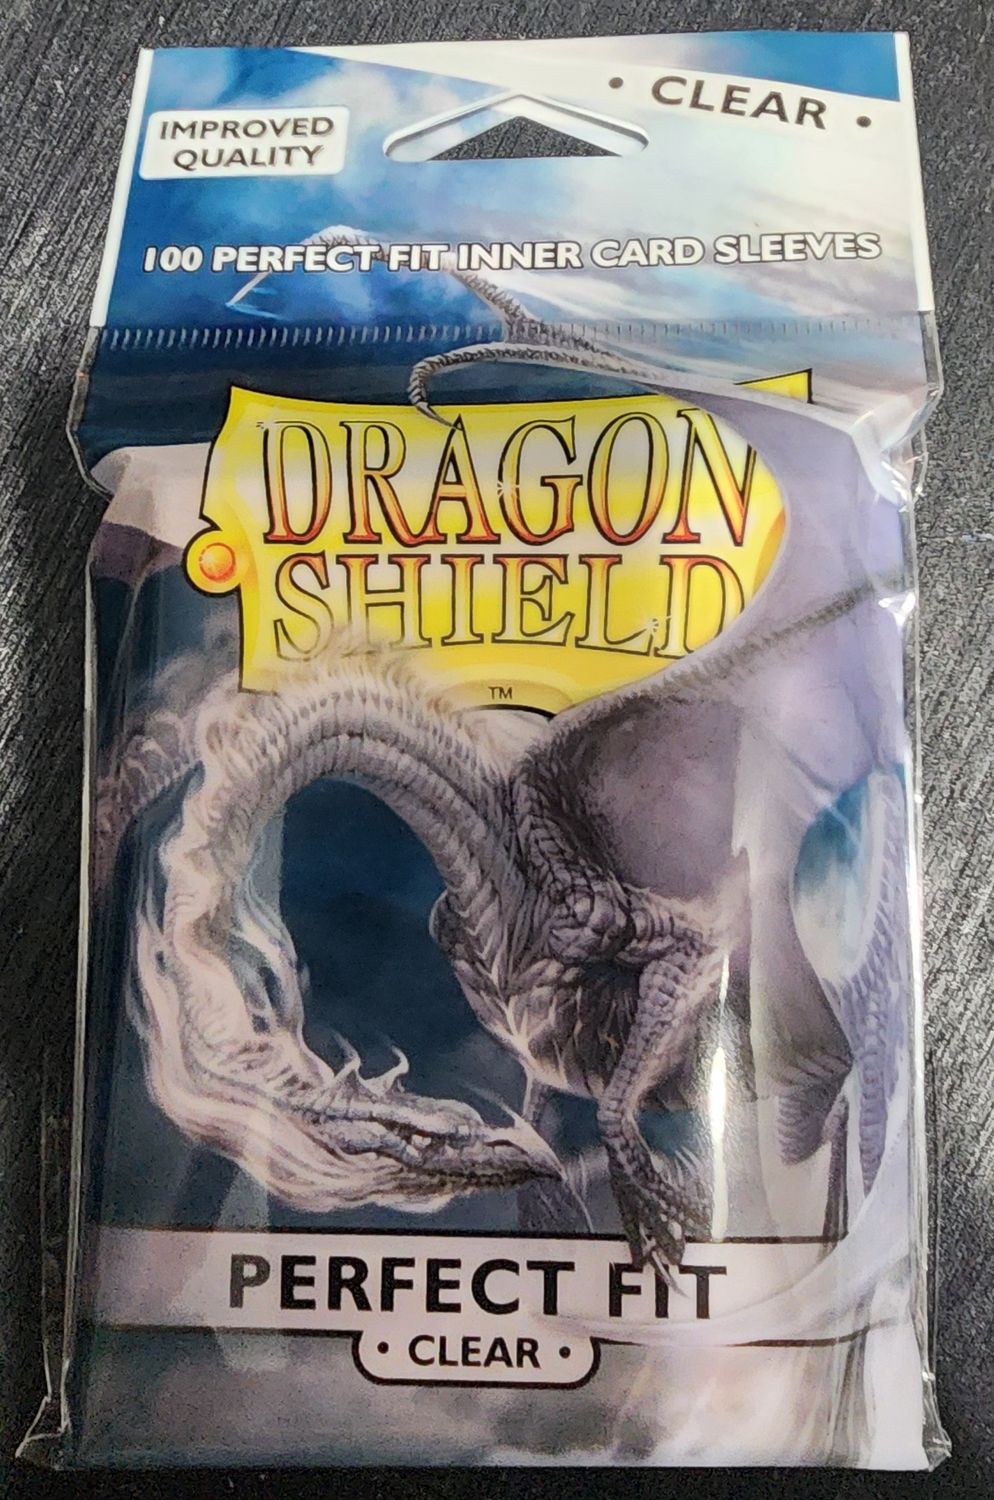 • CLEAR •
IMPROVED
QUALITY
100 PERFECT FIT INNER CARD SLEEVES
DRAGON
SHIELD
™
PERFECT FIT
• CLEAR •